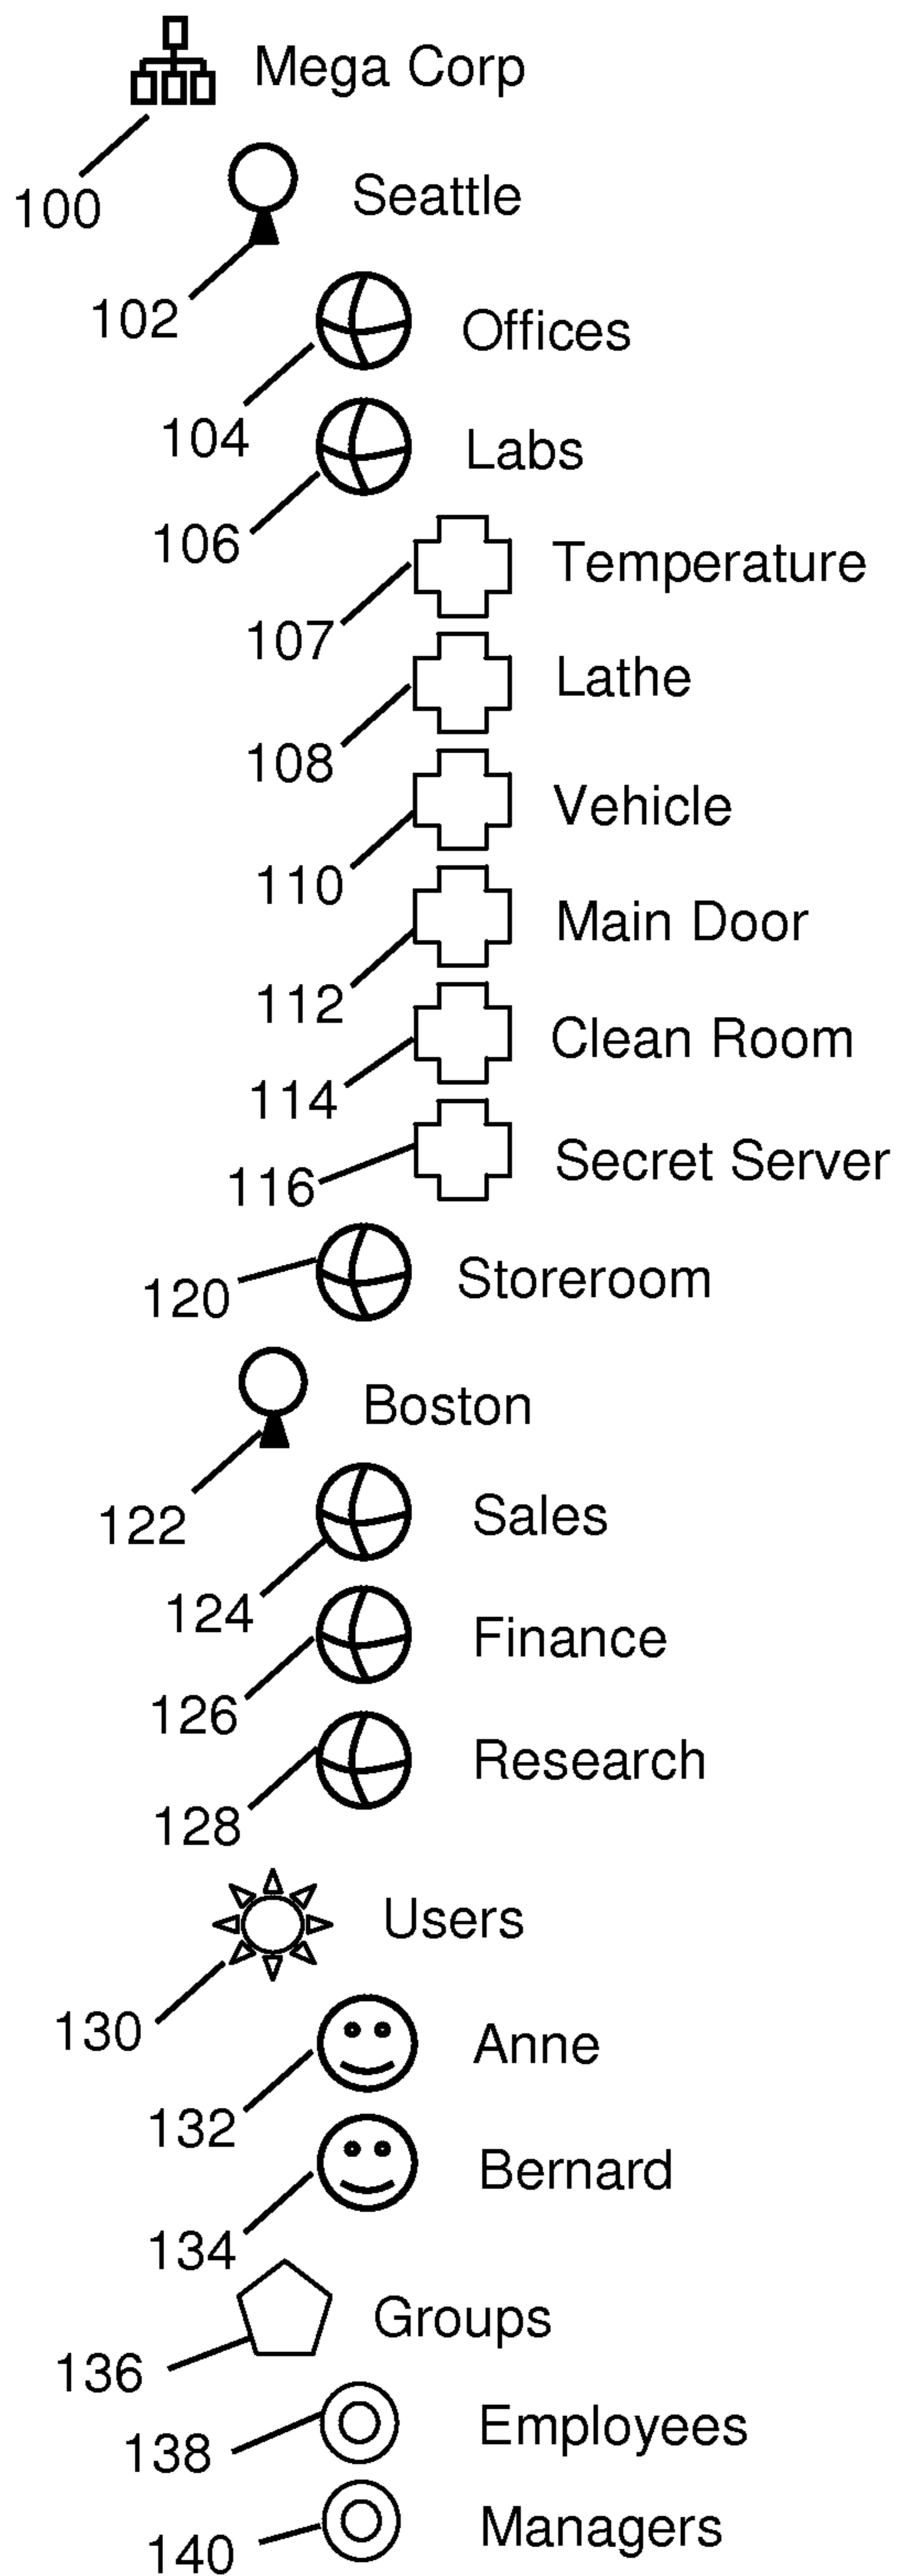 Mega Corp
100
Seattle
102
Offices
104
Labs
106
Temperature
107
Lathe
108
Vehicle
110
Main Door
112
Clean Room
114
Secret Server
116
Storeroom
120
Boston
122
Sales
124
Finance
126
Research
128
Users
130
Anne
132
Bernard
134
Groups
136
Employees
138
Managers
140